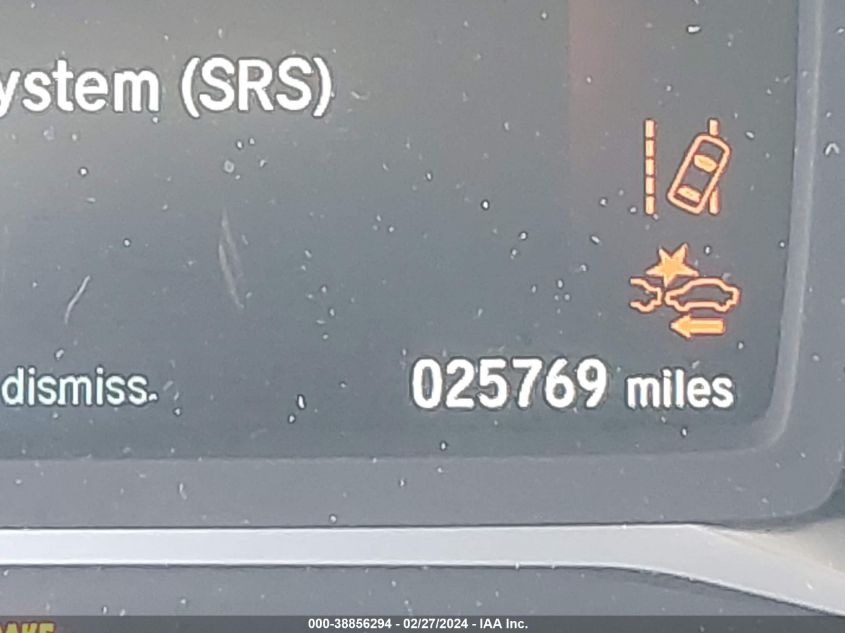 ystem (SRS)
dismiss.
025769 miles
000-38856294 - 02/27/2024 - IAA Inc.